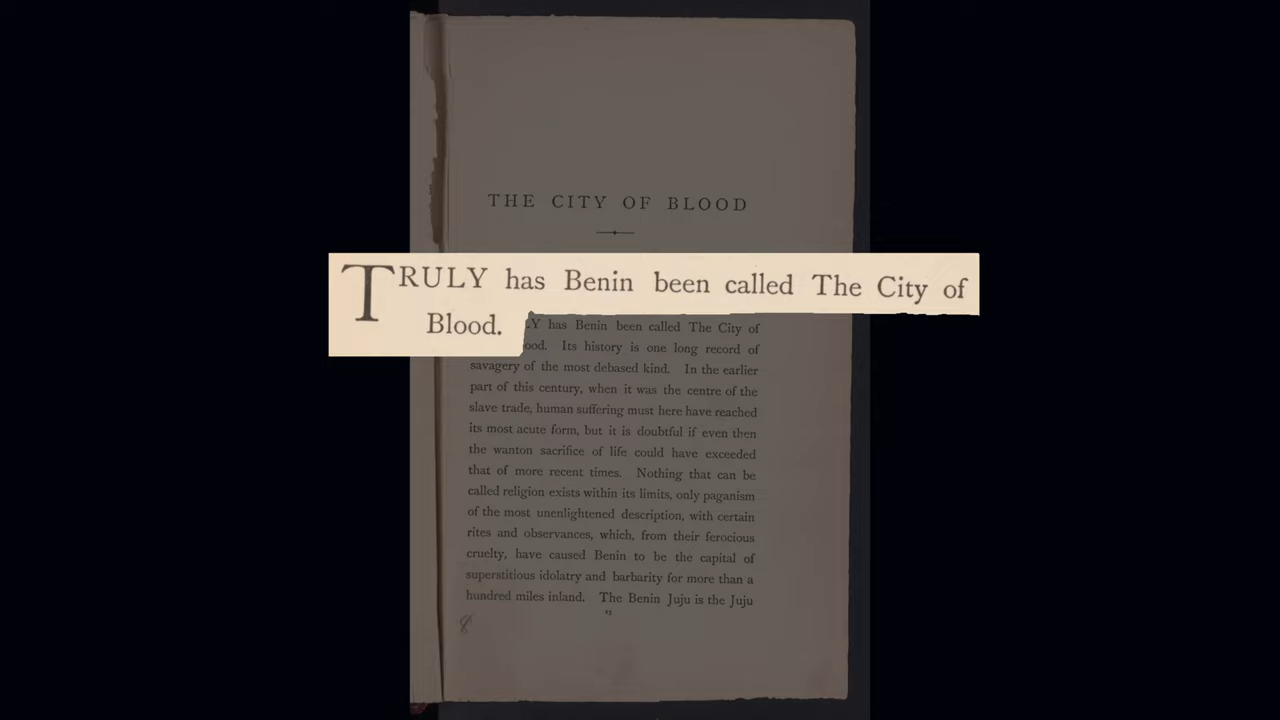 THE CITY OF BLOOD
TRULY has Benin been called The City of
Blood.
LY has Benin been called The City of
ood. Its history is one long record of
savagery of the most debased kind. In the earlier
part of this century, when it was the centre of the
slave trade, human suffering must here have reached
its most acute form, but it is doubtful if even then
the wanton sacrifice of life could have exceeded
that of more recent times. Nothing that can be
called religion exists within its limits, only paganism
of the most unenlightened description, with certain
rites and observances, which, from their ferocious
cruelty, have caused Benin to be the capital of
superstitious idolatry and barbarity for more than a
hundred miles inland. The Benin Juju is the Juju
8